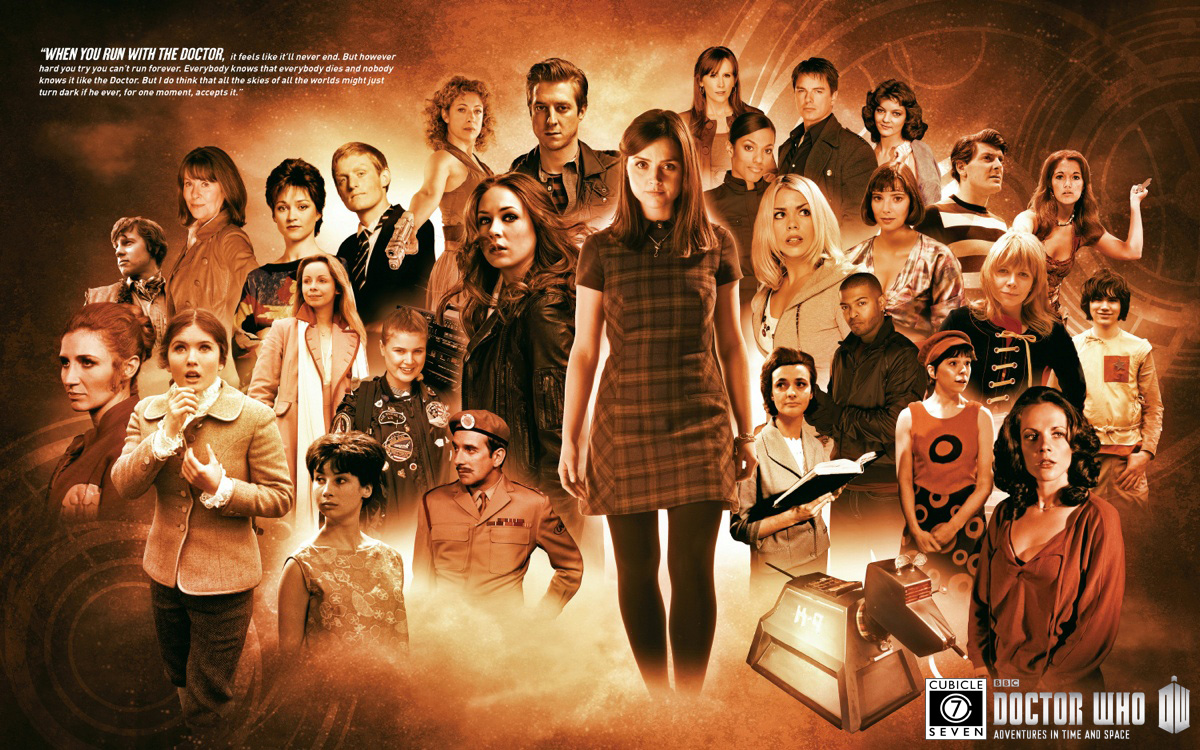 “WHEN YOU RUN WITH THE DOCTOR, it feels like it'll never end. But however
hard you try you can't run forever. Everybody knows that everybody dies and nobody
knows it like the Doctor. But I do think that all the skies of all the worlds might just
turn dark if he ever, for one moment, accepts it.”
K-9
CUBICLE
7
SEVEN
BBC
DOCTOR WHO
DW
ADVENTURES IN TIME AND SPACE